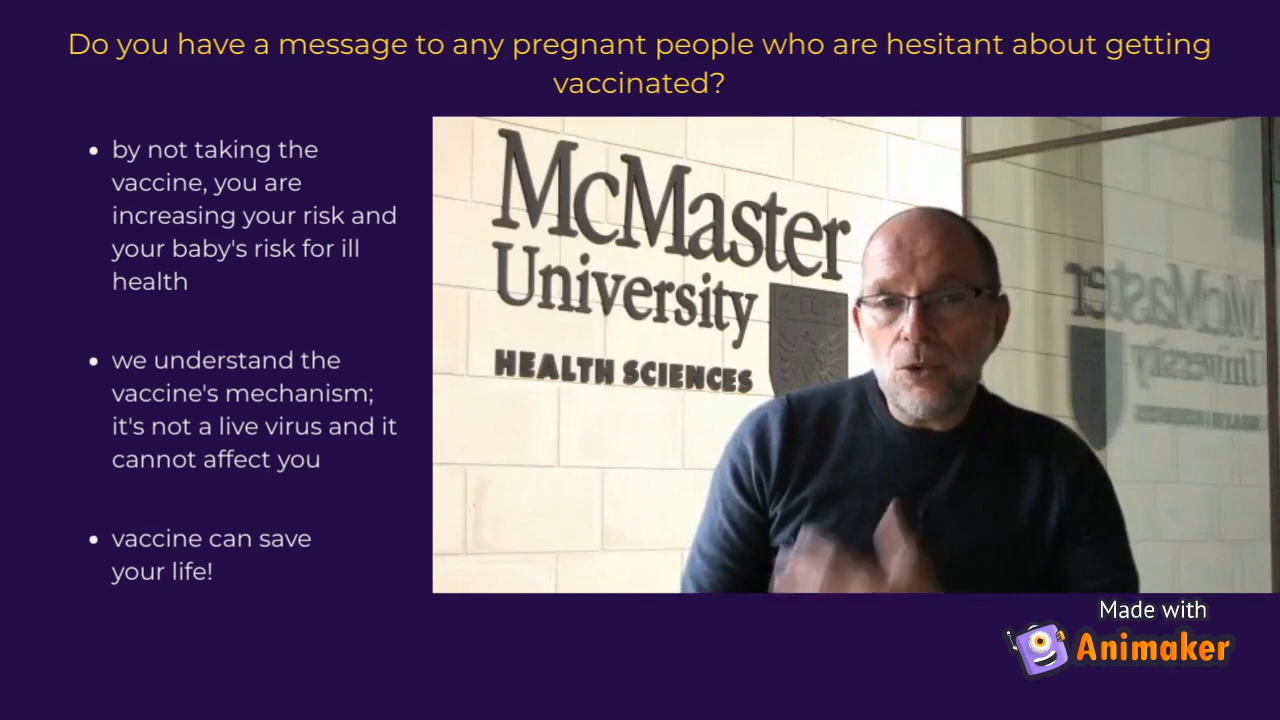 Do you have a message to any pregnant people who are hesitant about getting
vaccinated?
by not taking the
vaccine, you are
increasing your risk and
your baby's risk for ill
health
we understand the
vaccine's mechanism;
it's not a live virus and it
cannot affect you
vaccine can save
your life!
McMaster
University
HEALTH SCIENCES
McMaster
University
Made with
Animaker